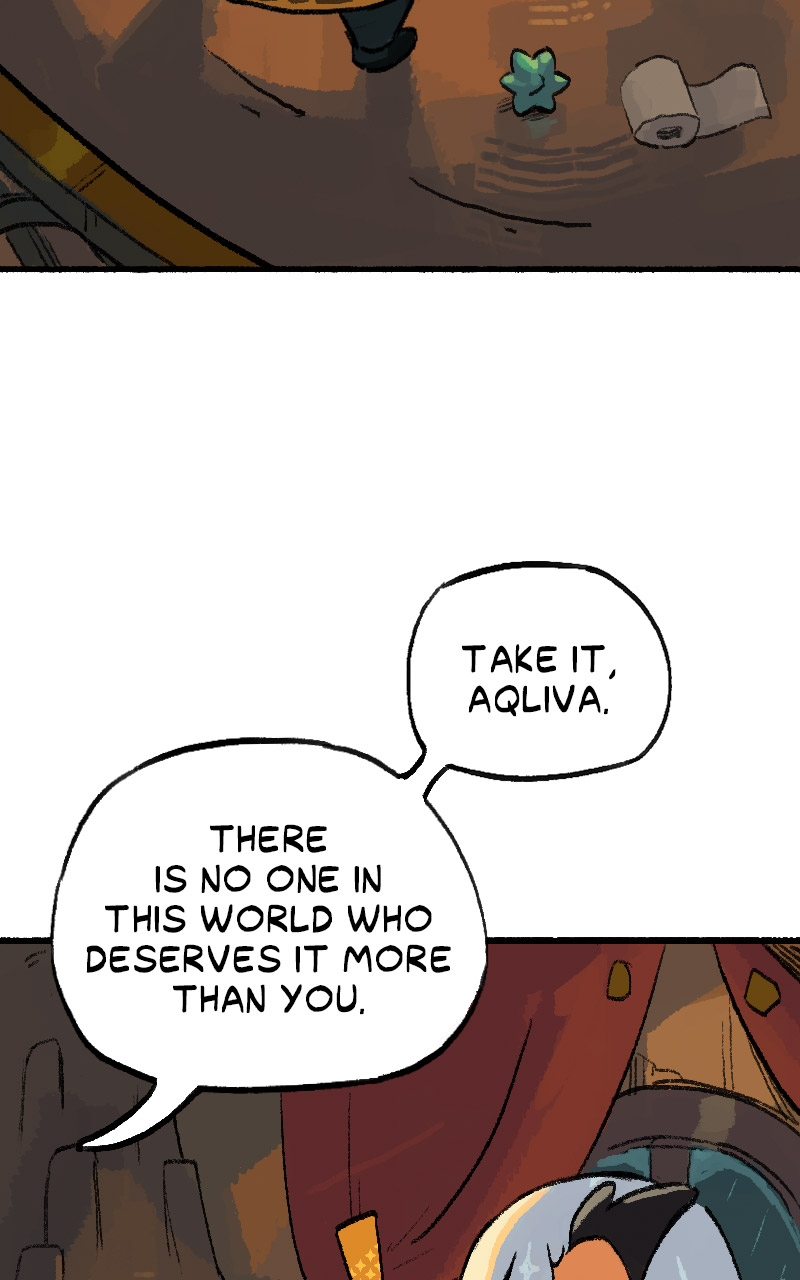 TAKE IT,
AQLIVA.
THERE
IS NO ONE IN
THIS WORLD WHO
DESERVES IT MORE
THAN YOU.